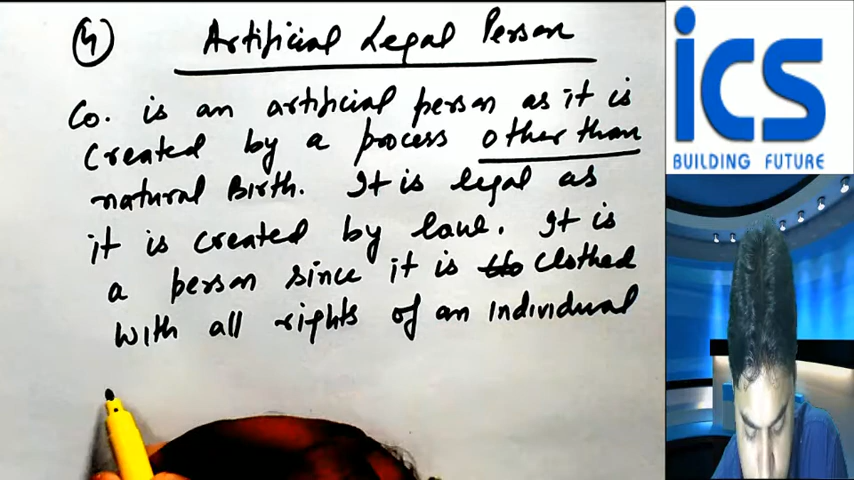 4 Artificial Legal Person
Co. is an artificial person as it is
created by a process other than
natural Birth. It is legal as
it is created by law. It is
a person since it is clothed
with all rights of an individual
ics
BUILDING FUTURE